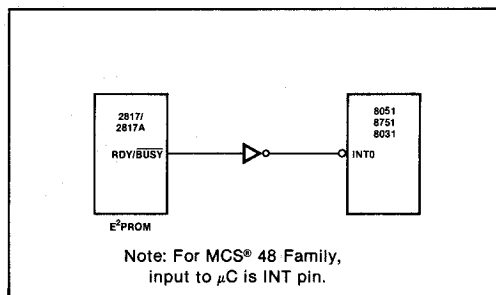 2817/
2817A
RDY/BUSY
E²PROM
8051
8751
8031
INT0
Note: For MCS® 48 Family,
input to μC is INT pin.